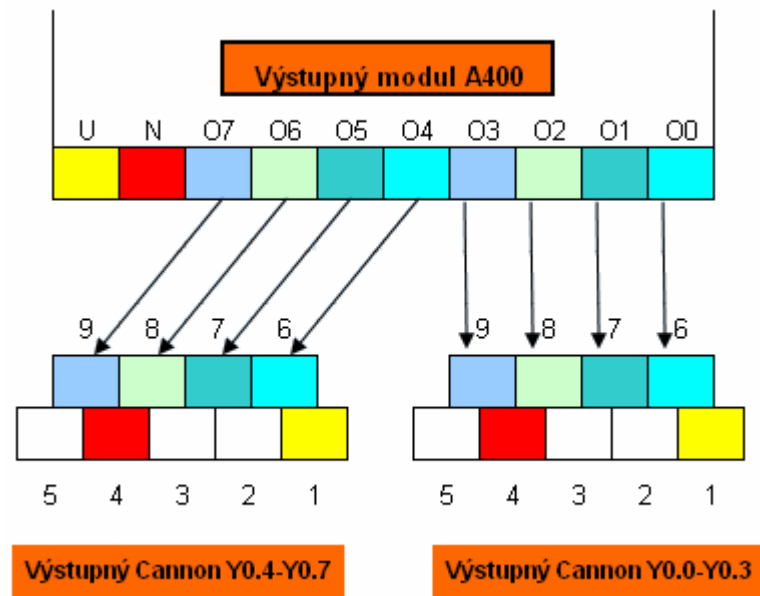 Výstupný modul A400
U N O7 O6 O5 O4 O3 O2 O1 O0
9 8 7 6 9 8 7 6
5 4 3 2 1 5 4 3 2 1
Výstupný Cannon Y0.4-Y0.7 Výstupný Cannon Y0.0-Y0.3